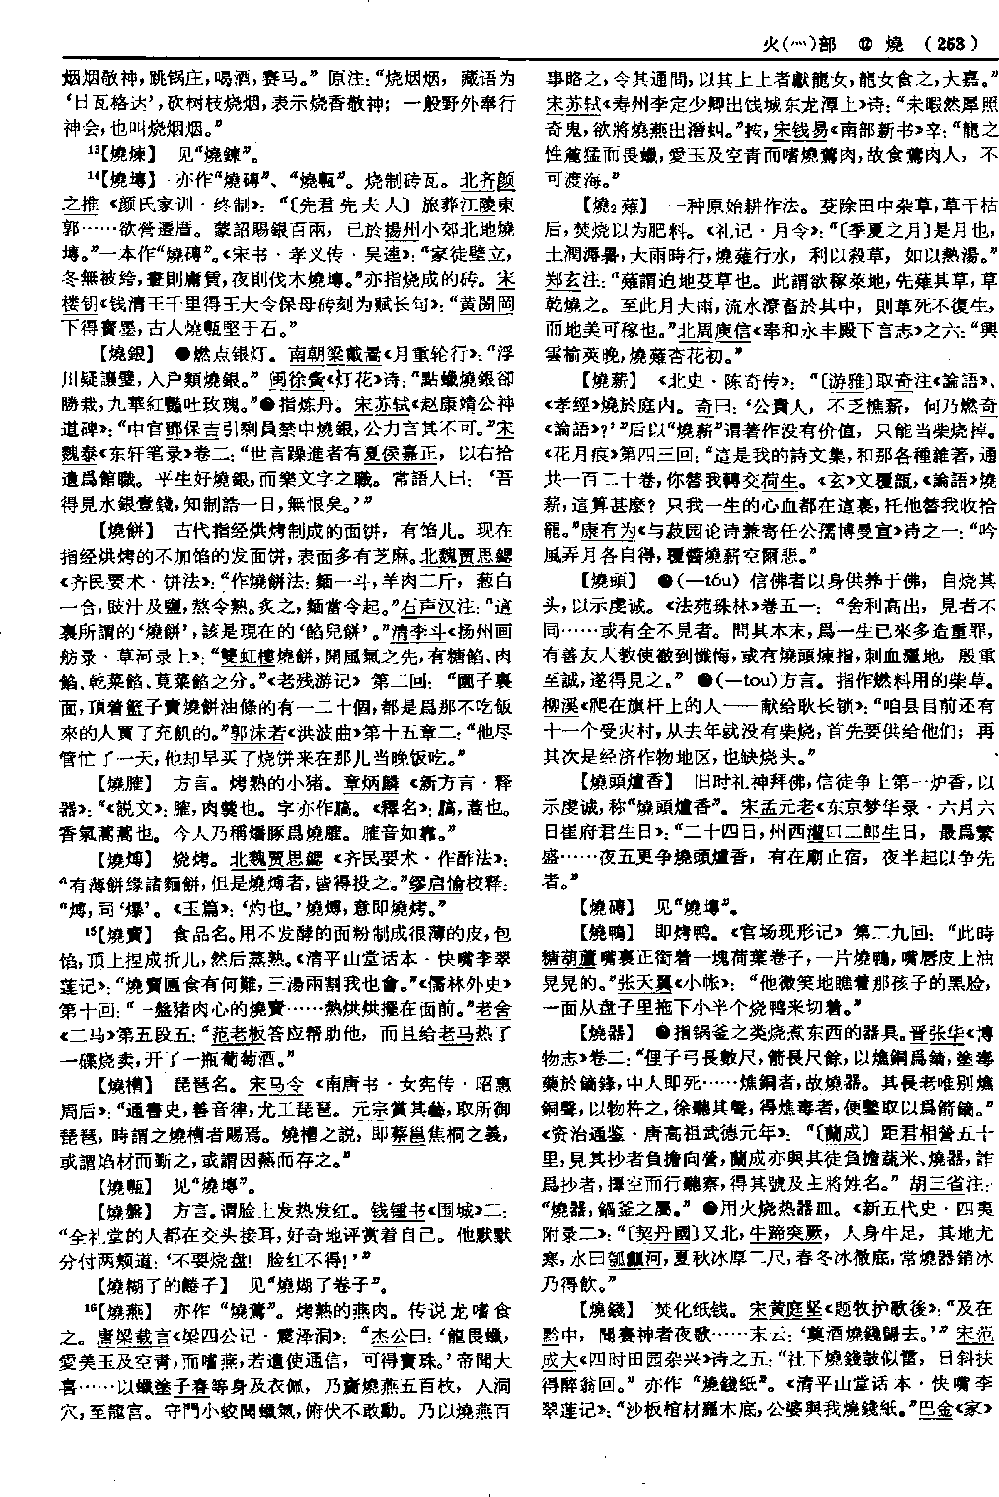 火(灬)部 ⑫ 燒 (253)
烟烟敬神,跳锅庄,喝酒,赛马。”原注:“烧烟烟,藏语为
‘日瓦格达’,砍树枝烧烟,表示烧香敬神;一般野外举行
神会,也叫烧烟烟。”
13【燒煉】 见“燒鍊”。
14【燒塼】 亦作“燒磚”、“燒甎”。烧制砖瓦。北齐颜
之推《颜氏家训·终制》:“〔先君先夫人〕旅葬江陵東
郭……欲營遷厝。蒙詔賜銀百兩,已於揚州小郊北地燒
塼。”一本作“燒磚”。《宋书·孝义传·吴逵》:“家徒壁立,
冬無被绔,晝則庸賃,夜則伐木燒塼。”亦指烧成的砖。宋
楼钥《钱清王千里得王大令保母砖刻为赋长句》:“黄閍岡
下得寳墨,古人燒甎堅于石。”
【燒銀】 ●燃点银灯。南朝梁戴暠《月重轮行》:“浮
川疑讓璧,入户類燒銀。”闽徐夤《灯花》诗:“點蠟燒銀卻
勝栽,九華紅豔吐玫瑰。”●指炼丹。宋苏轼《赵康靖公神
道碑》:“中官鄧保吉引剩員禁中燒銀,公力言其不可。”宋
魏泰《东轩笔录》卷二:“世言躁進者有夏侯嘉正,以右拾
遺爲館職。平生好燒銀,而樂文字之職。常語人曰:‘吾
得見水銀壹錢,知制誥一日,無恨矣。’”
【燒餅】 古代指经烘烤制成的面饼,有馅儿。现在
指经烘烤的不加馅的发面饼,表面多有芝麻。北魏贾思勰
《齐民要术·饼法》:“作燒餅法:麵一斗,羊肉二斤,葱白
一合,豉汁及鹽,熬令熟。炙之,麵當令起。”石声汉注:“這
裏所謂的‘燒餅’,該是現在的‘餡兒餅’。”清李斗《扬州画
舫录·草河录上》:“雙虹樓燒餅,開風氣之先,有糖餡、肉
餡、乾菜餡、莧菜餡之分。”《老残游记》第二回:“園子裏
面,頂着籃子賣燒餅油條的有一二十個,都是爲那不吃飯
來的人買了充飢的。”郭沫若《洪波曲》第十五章二:“他尽
管忙了一天,他却早买了烧饼来在那儿当晚饭吃。”
【燒膗】 方言。烤熟的小猪。章炳麟《新方言·释
器》:“《説文》:
香氣蒿蒿也。今人乃稱燔豚爲燒
【燒煿】 烧烤。北魏贾思勰《齐民要术·作酢法》:
“有薄餅緣諸麵餅,但是燒煿者,皆得投之。”缪启愉校释:
“煿,同‘爆’。《玉篇》:‘灼也。’燒煿,意即燒烤。”
15【燒賣】 食品名。用不发酵的面粉制成很薄的皮,包
馅,顶上捏成折儿,然后蒸熟。《清平山堂话本·快嘴李翠
莲记》:“燒賣匾食有何難,三湯兩割我也會。”《儒林外史》
第十回:“一盤猪肉心的燒賣……熱烘烘擺在面前。”老舍
《二马》第五段五:“范老板答应帮助他,而且给老马热了
一碟烧卖,开了一瓶葡萄酒。”
【燒槽】 琵琶名。宋马令《南唐书·女宪传·昭惠
周后》:“通書史,善音律,尤工琵琶。元宗賞其藝,取所御
琵琶,時謂之燒槽者賜焉。燒槽之説,即蔡邕焦桐之義,
或謂焰材而斲之,或謂因爇而存之。”
【燒甎】 见“燒塼”。
【燒盤】 方言。谓脸上发热发红。钱锺书《围城》二:
“全礼堂的人都在交头接耳,好奇地评赏着自己。他默默
分付两颊道:‘不要烧盘!脸红不得!’”
【燒糊了的卷子】 见“燒煳了卷子”。
16【燒燕】 亦作“燒鷰”。烤熟的燕肉。传说龙嗜食
之。唐梁载言《梁四公记·震泽洞》:“杰公曰:‘龍畏蠟,
愛美玉及空青,而嗜燕,若遣使通信,可得寳珠。’帝聞大
喜……以蠟塗子春等身及衣佩,乃齎燒燕五百枚,人洞
穴,至龍宫。守門小蛟聞蠟氣,俯伏不敢動。乃以燒燕百
事賂之,令其通問,以其上上者獻龍女,龍女食之,大嘉。”
宋苏轼《寿州李定少卿出饯城东龙潭上》诗:“未暇然犀照
奇鬼,欲將燒燕出潛虬。”按,宋钱易《南部新书》辛:“龍之
性麄猛而畏蠟,愛玉及空青而嗜燒鷰肉,故食鷰肉人,不
可渡海。”
【燒2薙】 一种原始耕作法。芟除田中杂草,草干枯
后,焚烧以为肥料。《礼记·月令》:“〔季夏之月〕是月也,
土潤溽暑,大雨時行,燒薙行水,利以殺草,如以熱湯。”
郑玄注:“薙謂迫地芟草也。此謂欲稼萊地,先薙其草,草
乾燒之。至此月大雨,流水潦畜於其中,則草死不復生,
而地美可稼也。”北周庾信《奉和永丰殿下言志》之六:“興
雲榆莢晚,燒薙杏花初。”
【燒薪】 《北史·陈奇传》:“〔游雅〕取奇注《論語》、
《孝經》燒於庭内。奇曰:‘公貴人,不乏樵薪,何乃燃奇
《論語》?’”后以“燒薪”谓著作没有价值,只能当柴烧掉。
《花月痕》第四三回:“這是我的詩文集,和那各種雜著,通
共一百二十卷,你替我轉交荷生。《玄》文覆瓿,《論語》燒
薪,這算甚麼?只我一生的心血都在這裏,托他替我收拾
罷。”康有为《与菽园论诗兼寄任公孺博曼宣》诗之一:“吟
風弄月各自得,覆醬燒薪空爾悲。”
【燒頭】 ●(—tóu)信佛者以身供养于佛,自烧其
头,以示虔诚。《法苑珠林》卷五一:“舍利高出,見者不
同……或有全不見者。問其本末,爲一生已來多造重罪,
有善友人教使徹到懺悔,或有燒頭煉指,刺血灑地,殷重
至誠,遂得見之。”●(—tou)方言。指作燃料用的柴草。
柳溪《爬在旗杆上的人——献给耿长锁》:“咱县目前还有
十一个受灾村,从去年就没有柴烧,首先要供给他们;再
其次是经济作物地区,也缺烧头。”
【燒頭爐香】 旧时礼神拜佛,信徒争上第一炉香,以
示虔诚,称“燒頭爐香”。宋孟元老《东京梦华录·六月六
日崔府君生日》:“二十四日,州西灌口二郎生日,最爲繁
盛……夜五更争燒頭爐香,有在廟止宿,夜半起以争先
者。”
【燒磚】 见“燒塼”。
【燒鴨】 即烤鸭。《官场现形记》第二九回:“此時
糖葫蘆嘴裏正銜着一塊荷葉卷子,一片燒鴨,嘴唇皮上油
晃晃的。”张天翼《小帐》:“他微笑地瞧着那孩子的黑脸,
一面从盘子里拖下小半个烧鸭来切着。”
【燒器】 ●指锅釜之类烧煮东西的器具。晋张华《博
物志》卷二:“俚子弓長數尺,箭長尺餘,以燋銅爲鏑,塗毒
藥於鏑鋒,中人即死……燋銅者,故燒器。其長老唯别燋
銅聲,以物杵之,徐聽其聲,得燋毒者,便鑿取以爲箭鏑。”
《资治通鉴·唐高祖武德元年》:“〔蘭成〕距君相營五十
里,見其抄者負擔向營,蘭成亦與其徒負擔蔬米、燒器,詐
爲抄者,擇空而行聽察,得其號及主將姓名。”胡三省注:
“燒器,鍋釜之屬。”●用火烧热器皿。《新五代史·四夷
附录二》:“〔契丹國〕又北,牛蹄突厥,人身牛足,其地尤
寒,水曰瓠𤬛河,夏秋冰厚二尺,春冬冰徹底,常燒器銷冰
乃得飲。”
【燒錢】 焚化纸钱。宋黄庭坚《题牧护歌後》:“及在
黔中,聞賽神者夜歌……末云:‘奠酒燒錢歸去。’”宋范
成大《四时田园杂兴》诗之五:“社下燒錢鼓似雷,日斜扶
得醉翁回。”亦作“燒錢紙”。《清平山堂话本·快嘴李
翠莲记》:“沙板棺材羅木底,公婆與我燒錢紙。”巴金《家》